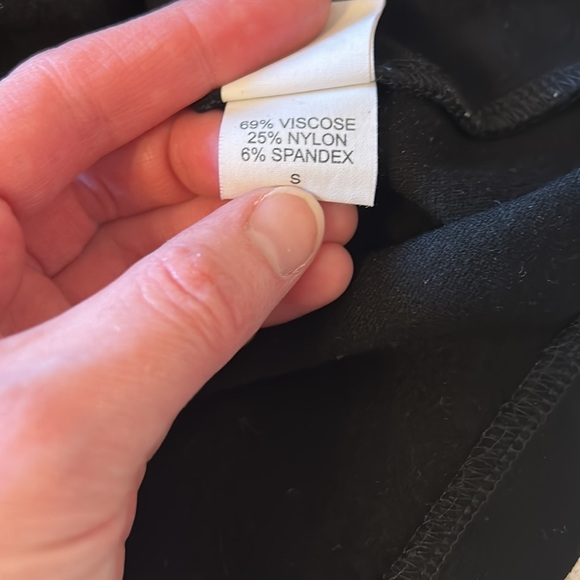 69% VISCOSE
25% NYLON
6% SPANDEX
S